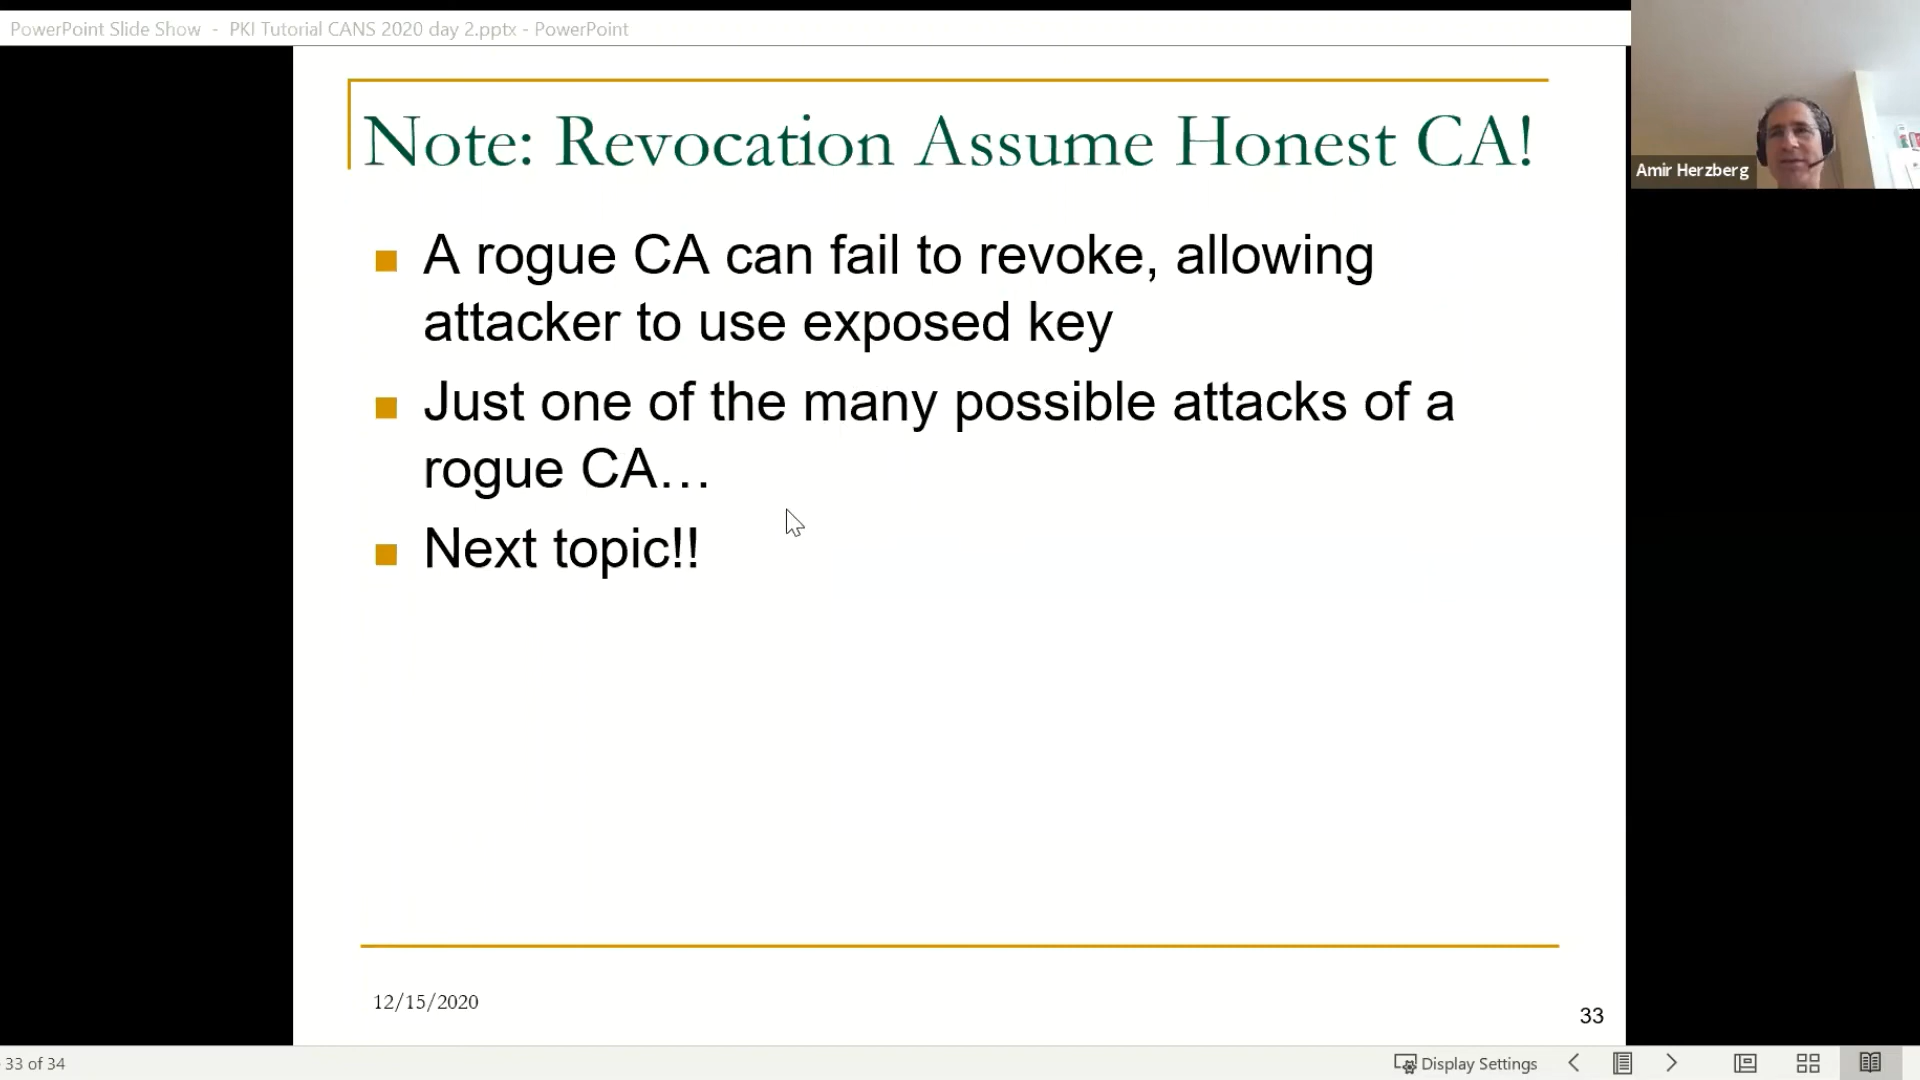 PowerPoint Slide Show - PKI Tutorial CANS 2020 day 2.pptx - PowerPoint
Amir Herzberg
Note: Revocation Assume Honest CA!
A rogue CA can fail to revoke, allowing
attacker to use exposed key
Just one of the many possible attacks of a
rogue CA…
Next topic!!
12/15/2020
33
33 of 34
Display Settings